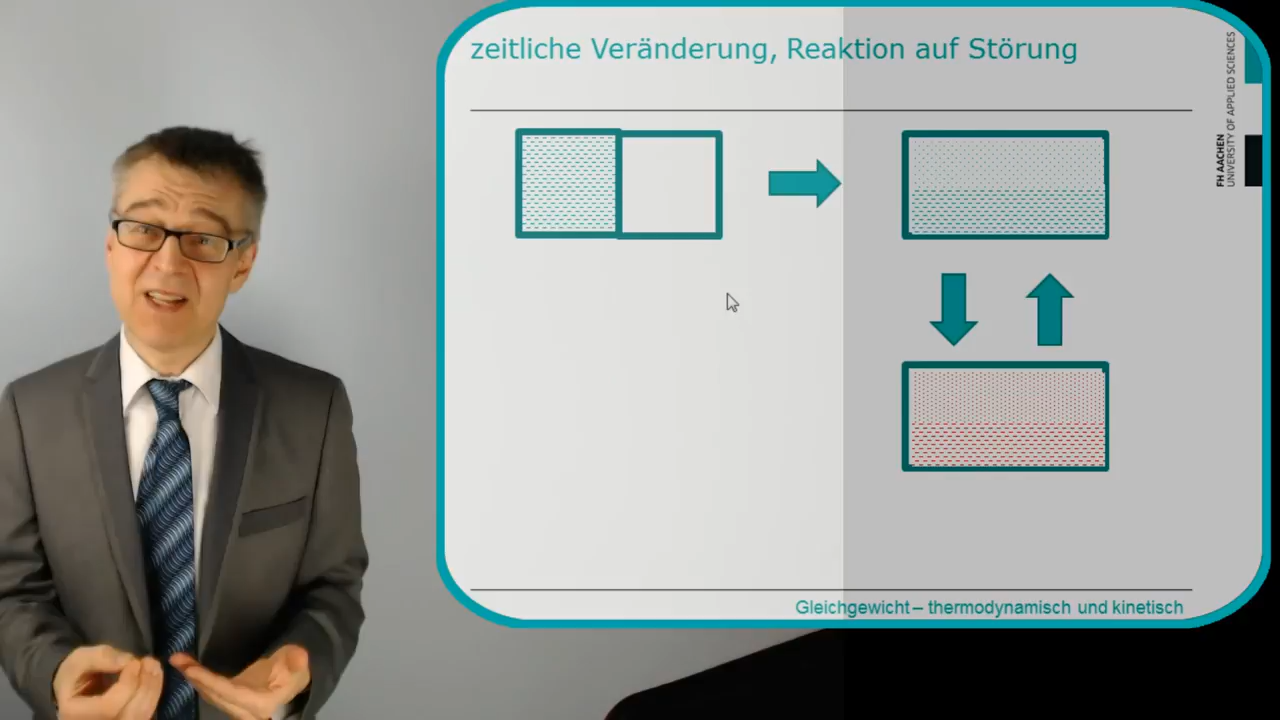 zeitliche Veränderung, Reaktion auf Störung
FH AACHEN
UNIVERSITY OF APPLIED SCIENCES
Gleichgewicht – thermodynamisch und kinetisch